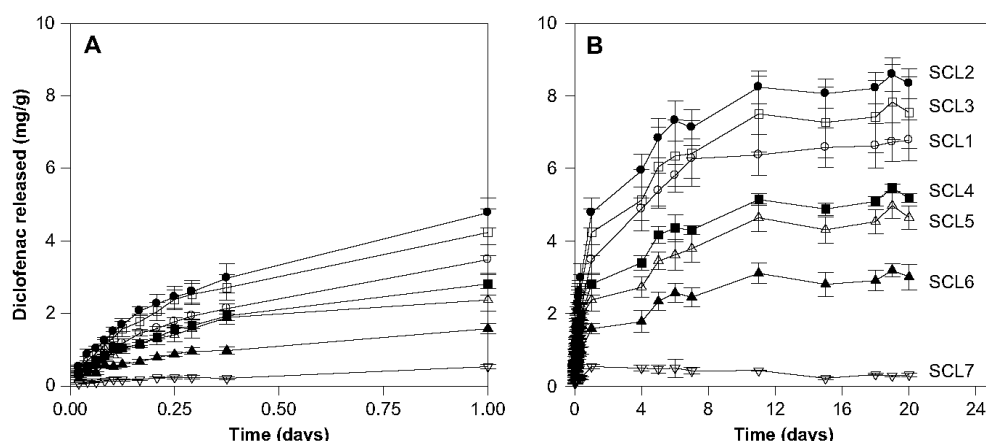 A
Diclofenac released (mg/g)
10
8
6
4
2
0
0.00
0.25
0.50
0.75
1.00
Time (days)
B
10
8
6
4
2
0
0
4
8
12
16
20
24
Time (days)
SCL2
SCL3
SCL1
SCL4
SCL5
SCL6
SCL7